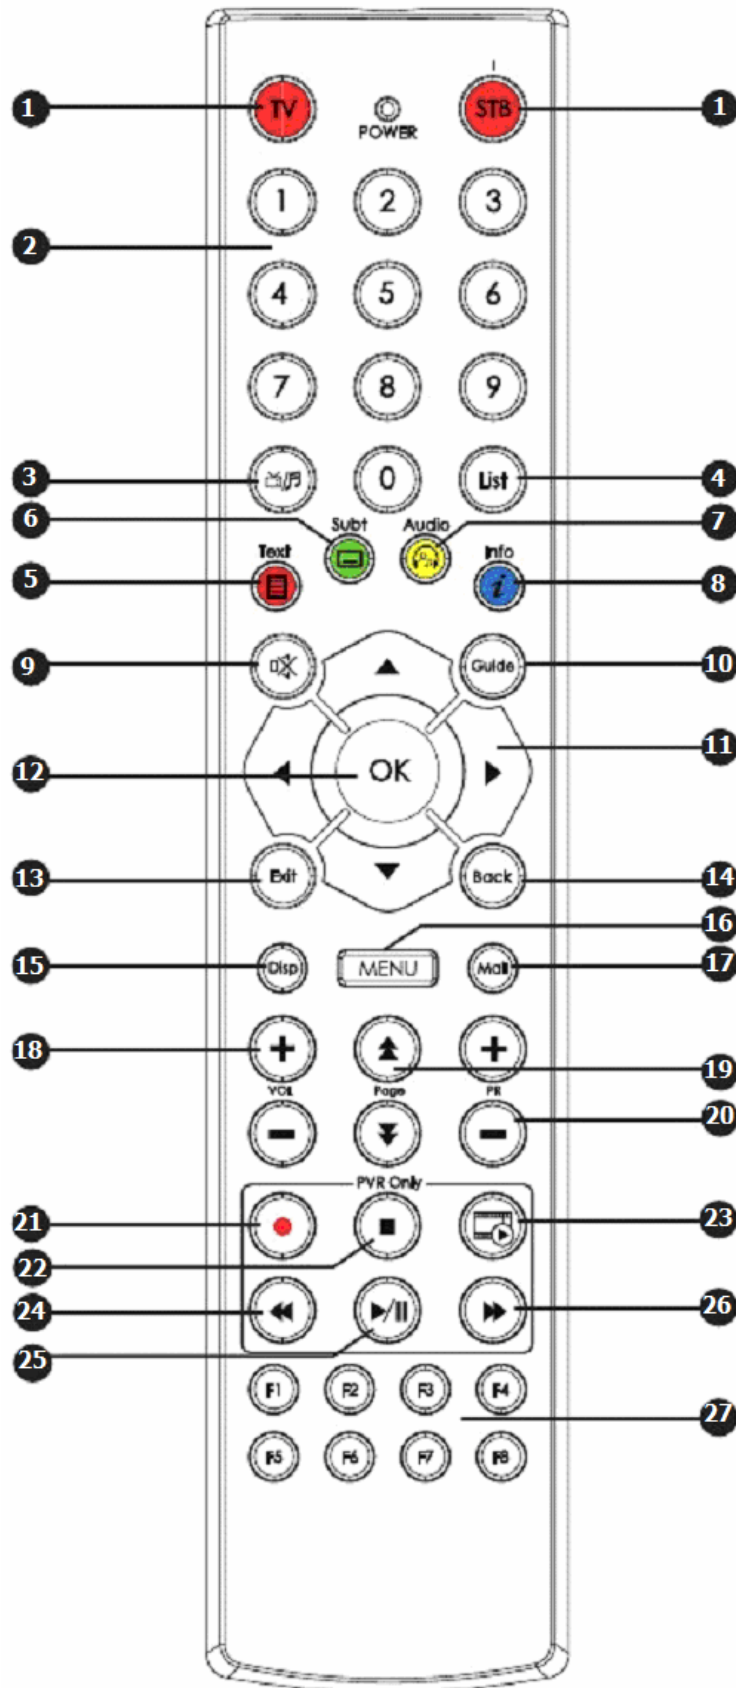 1 TV POWER STB 1
1 2 3
2
4 5 6
7 8 9
3 0 List 4
6 Subt Audio 7
5 Text Info i 8
9 Guide 10
11
12 OK
13 Exit Back 14
16
15 Disp MENU Mail 17
18
19
VOL Page PR
20
PVR Only
21 23
22
24 26
25
F1 F2 F3 F4
27
F5 F6 F7 F8